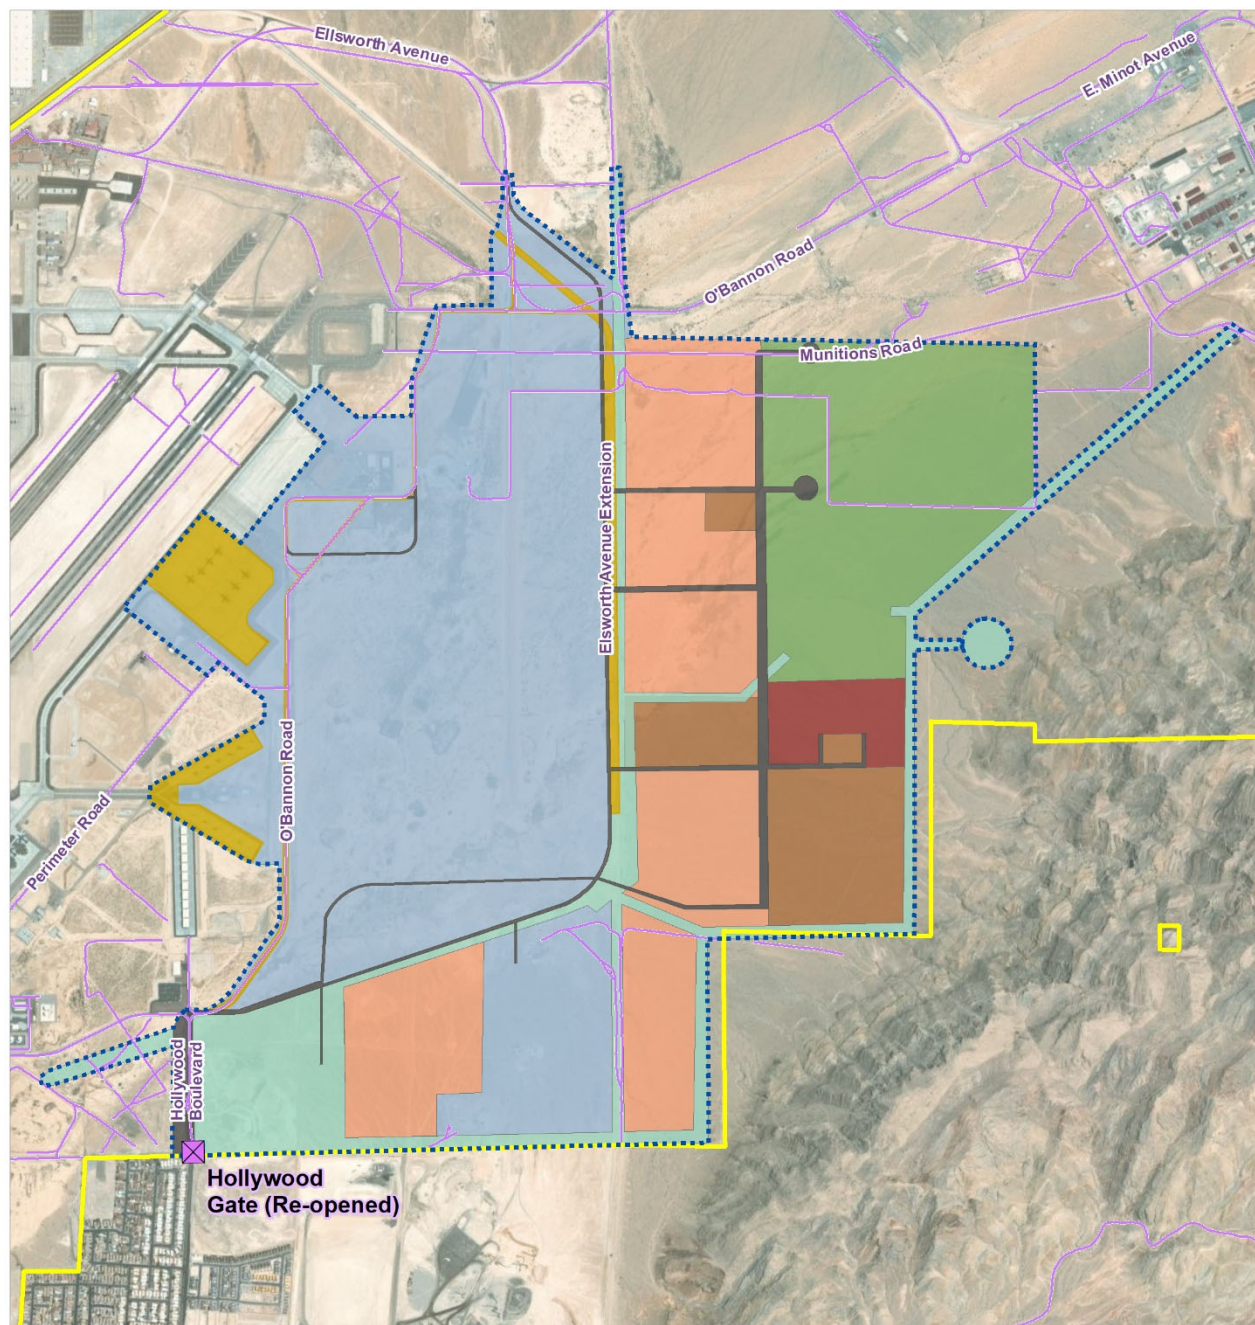 Ellsworth Avenue
E. Minot Avenue
O'Bannon Road
Munitions Road
Elsworth Avenue Extension
O'Bannon Road
Perimeter Road
Hollywood
Boulevard
Hollywood
Gate (Re-opened)